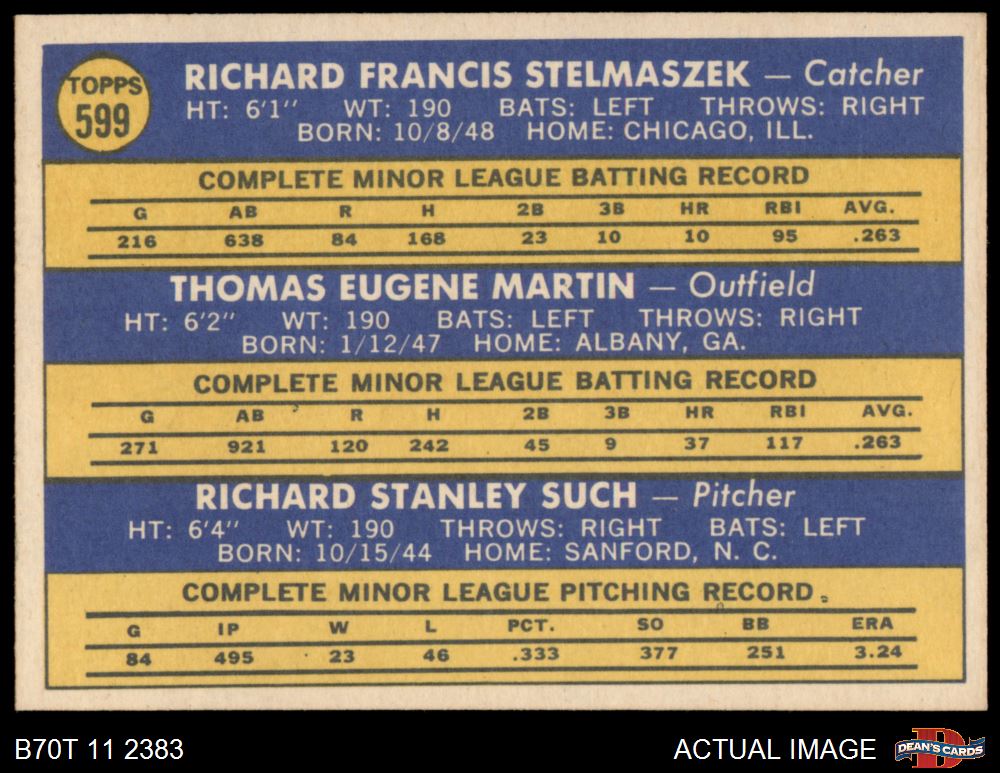 TOPPS
599
RICHARD FRANCIS STELMASZEK — Catcher
HT: 6'1" WT: 190 BATS: LEFT THROWS: RIGHT
BORN: 10/8/48 HOME: CHICAGO, ILL.
COMPLETE MINOR LEAGUE BATTING RECORD
G AB R H 2B 3B HR RBI AVG.
216 638 84 168 23 10 10 95 .263
THOMAS EUGENE MARTIN — Outfield
HT: 6'2" WT: 190 BATS: LEFT THROWS: RIGHT
BORN: 1/12/47 HOME: ALBANY, GA.
COMPLETE MINOR LEAGUE BATTING RECORD
G AB R H 2B 3B HR RBI AVG.
271 921 120 242 45 9 37 117 .263
RICHARD STANLEY SUCH — Pitcher
HT: 6'4" WT: 190 THROWS: RIGHT BATS: LEFT
BORN: 10/15/44 HOME: SANFORD, N. C.
COMPLETE MINOR LEAGUE PITCHING RECORD
G IP W L PCT. SO BB ERA
84 495 23 46 .333 377 251 3.24
B70T 11 2383 ACTUAL IMAGE DEAN'S CARDS